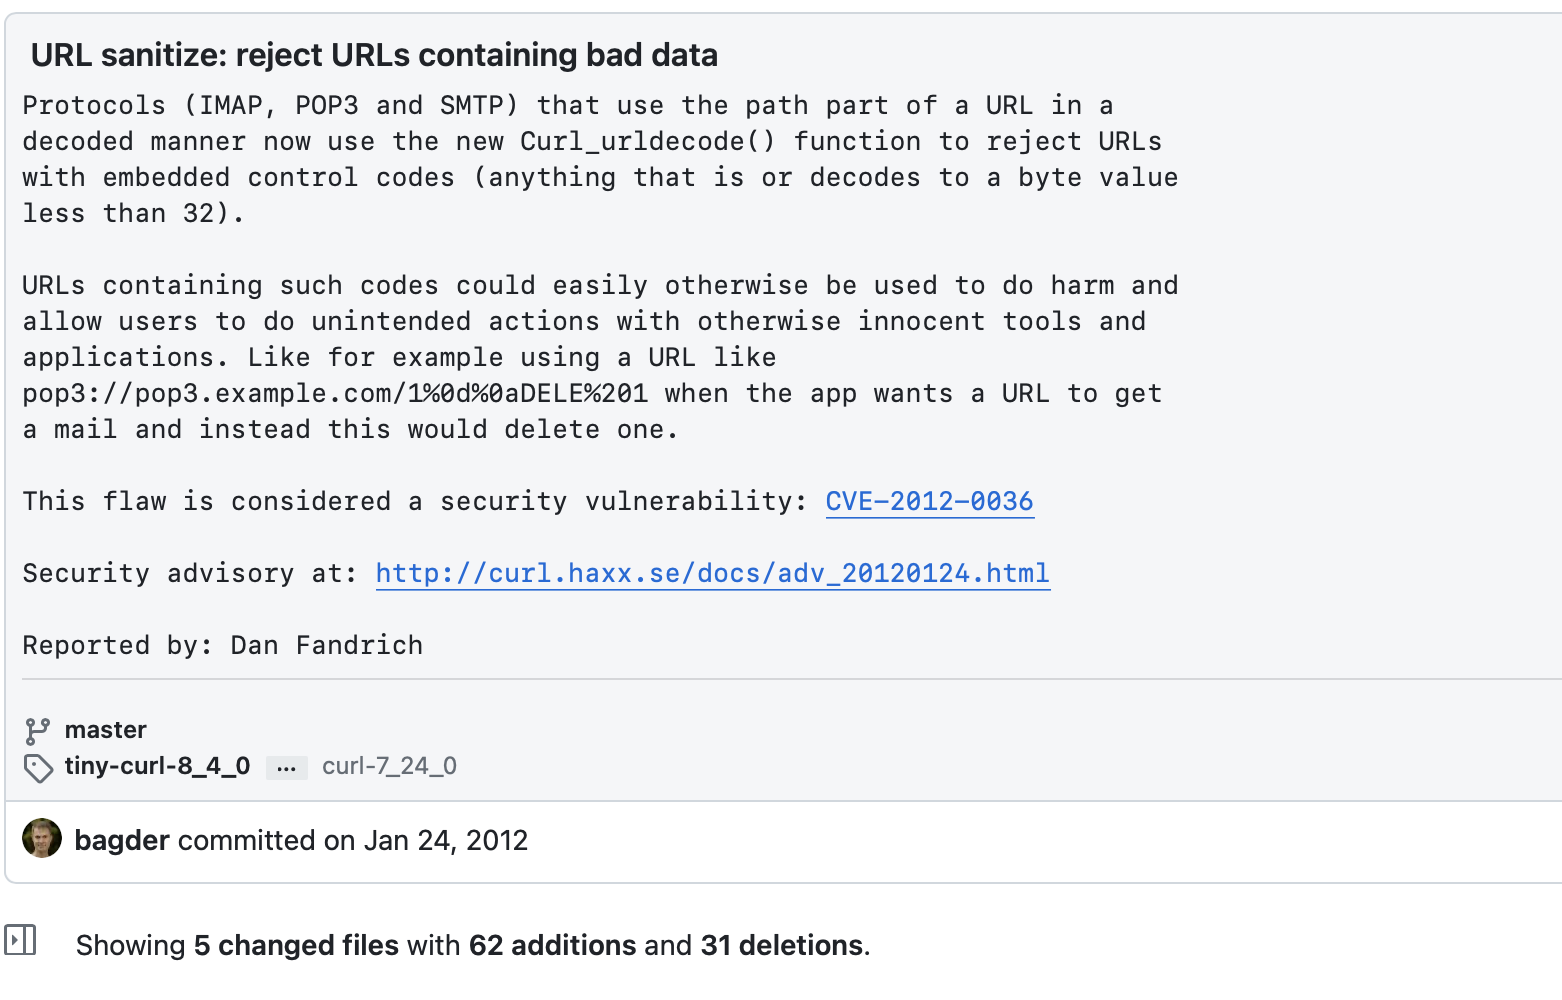 URL sanitize: reject URLs containing bad data
Protocols (IMAP, POP3 and SMTP) that use the path part of a URL in a
decoded manner now use the new Curl_urldecode() function to reject URLs
with embedded control codes (anything that is or decodes to a byte value
less than 32).
URLs containing such codes could easily otherwise be used to do harm and
allow users to do unintended actions with otherwise innocent tools and
applications. Like for example using a URL like
pop3://pop3.example.com/1%0d%0aDELE%201 when the app wants a URL to get
a mail and instead this would delete one.
This flaw is considered a security vulnerability: CVE-2012-0036
Security advisory at: http://curl.haxx.se/docs/adv_20120124.html
Reported by: Dan Fandrich
master
tiny-curl-8_4_0 ... curl-7_24_0
bagder committed on Jan 24, 2012
Showing 5 changed files with 62 additions and 31 deletions.